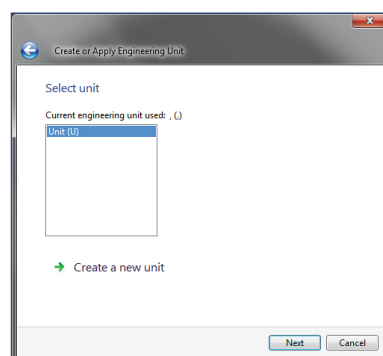 Create or Apply Engineering Unit
Select unit
Current engineering unit used: , (,)
Unit (U)
Create a new unit
Next Cancel